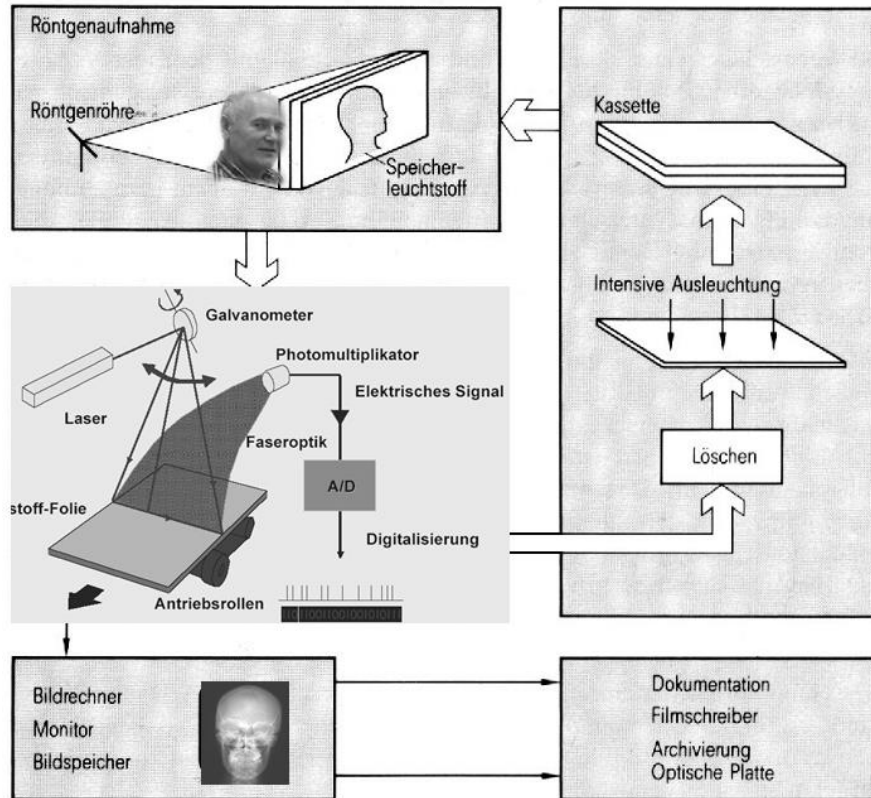 Röntgenaufnahme
Röntgenröhre
Speicher-
leuchtstoff
Kassette
Intensive Ausleuchtung
Löschen
Galvanometer
Photomultiplikator
Elektrisches Signal
Laser
Faseroptik
A/D
stoff-Folie
Digitalisierung
Antriebsrollen
Bildrechner
Monitor
Bildspeicher
Dokumentation
Filmschreiber
Archivierung
Optische Platte